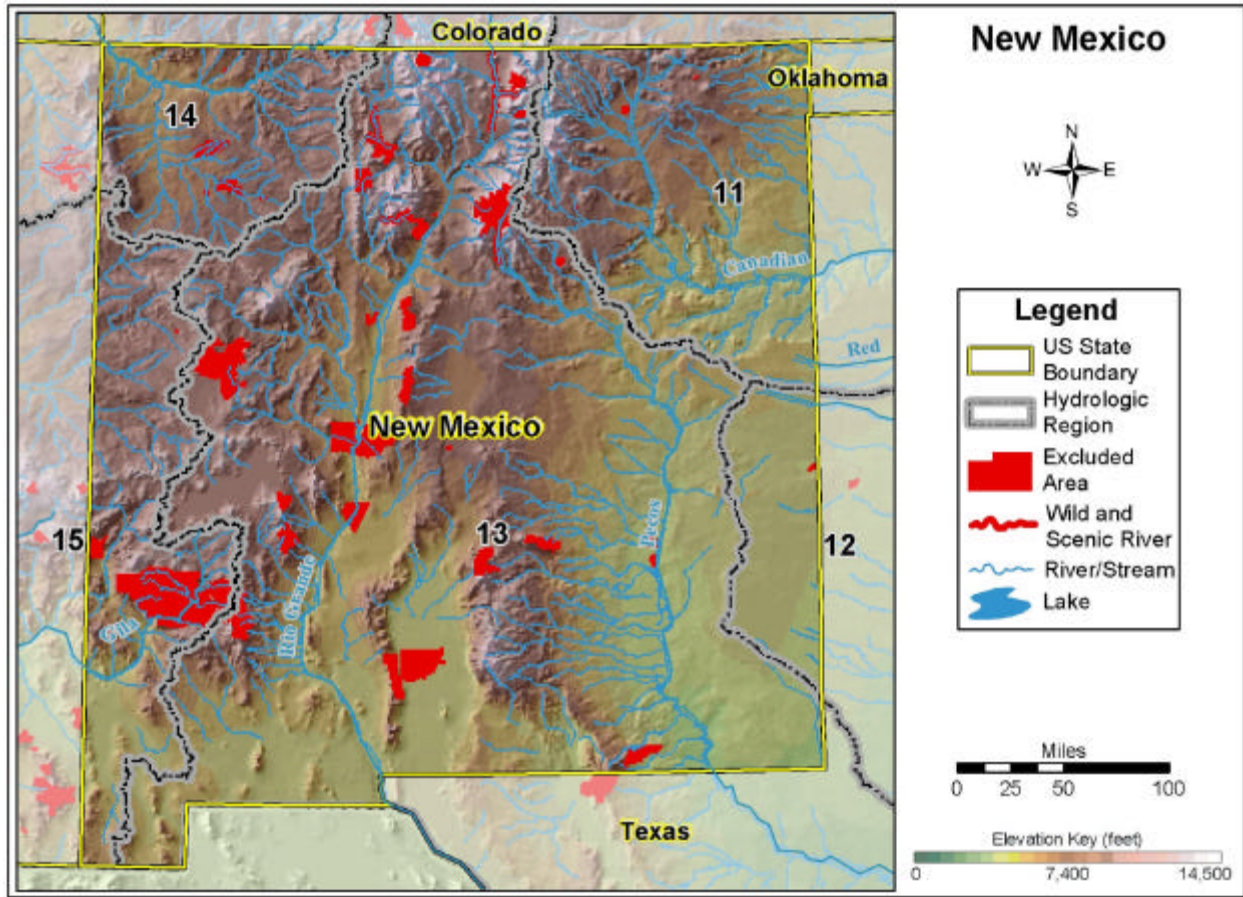 Colorado
New Mexico
Oklahoma
14
N
W E
S
11
Canadian
Legend
US State
Boundary
Red
Hydrologic
Region
New Mexico
Excluded
Area
Pecos
13
15
12
Wild and
Scenic River
River/Stream
Rio Grande
Gila
Lake
Miles
0 25 50 100
Texas
Elevation Key (feet)
0 7,400 14,500